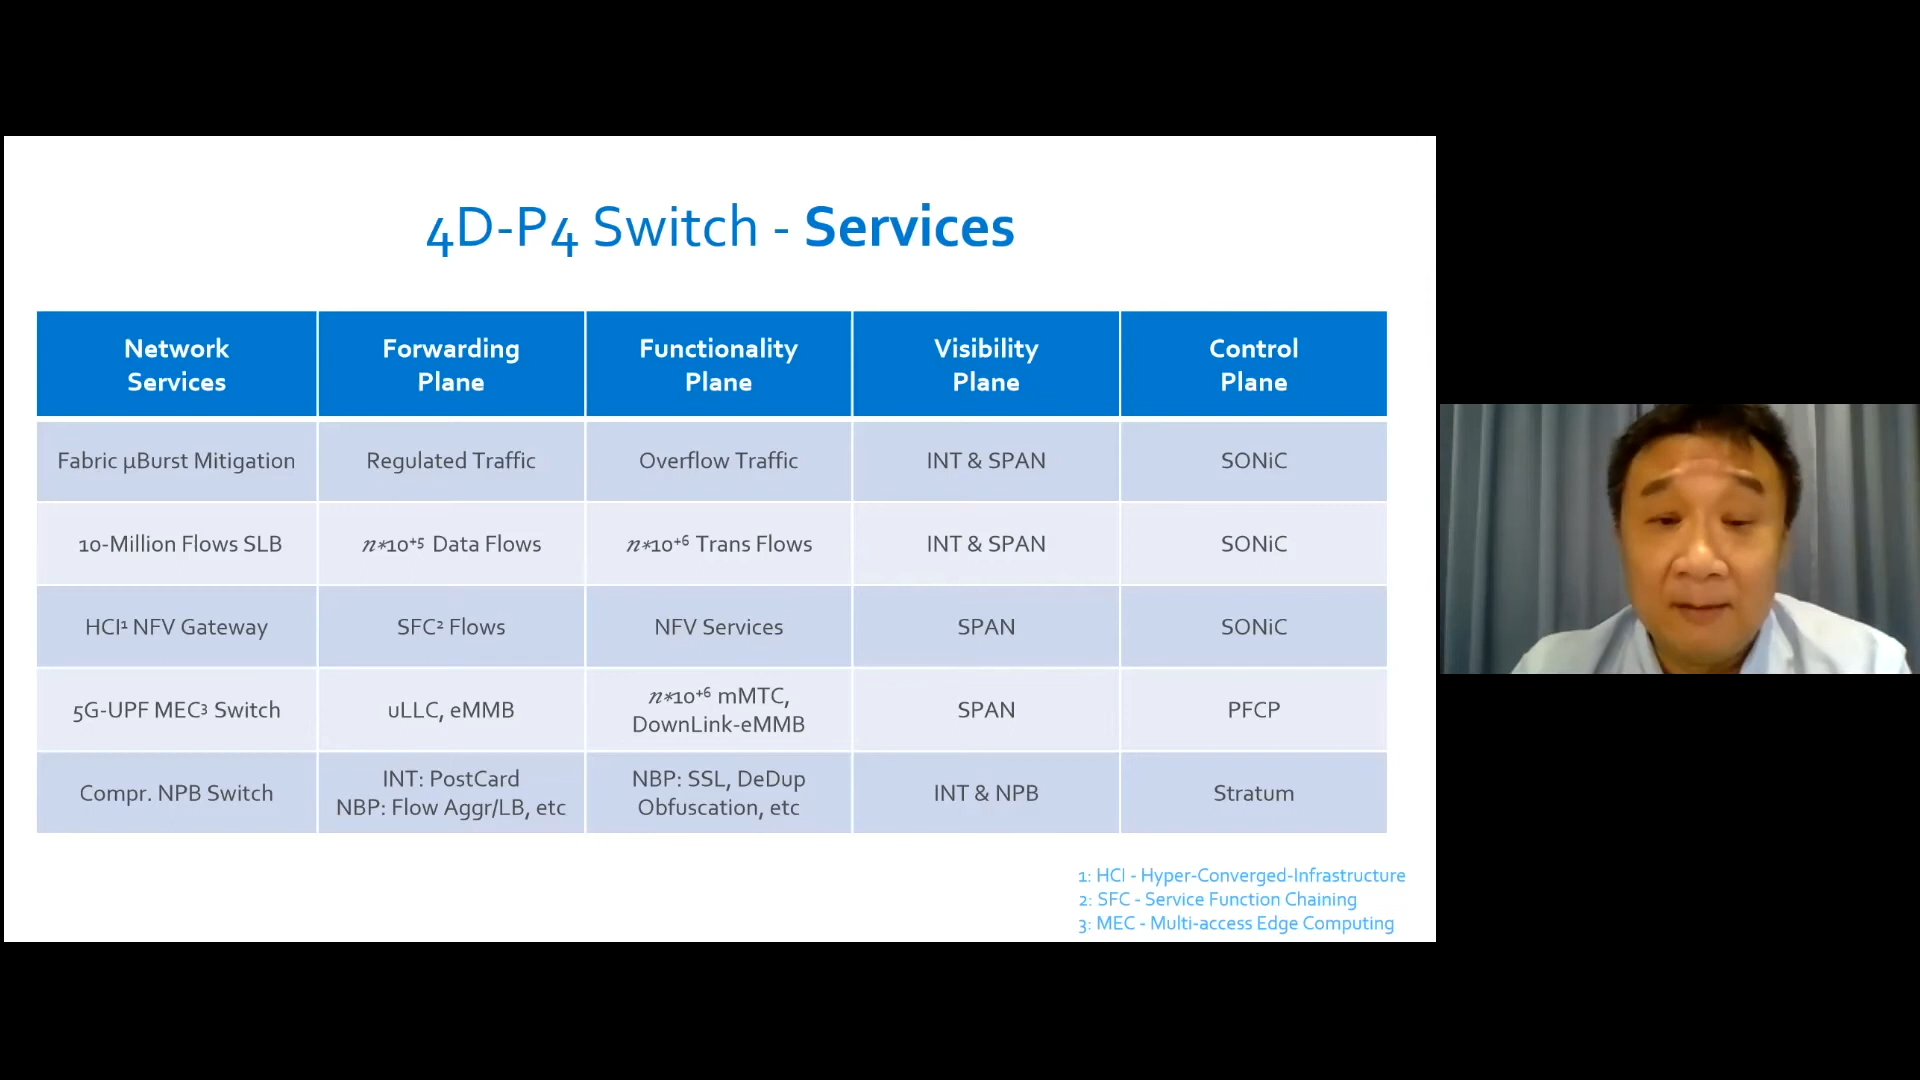 4D-P4 Switch - Services
Network Services
Forwarding Plane
Functionality Plane
Visibility Plane
Control Plane
Fabric µBurst Mitigation
Regulated Traffic
Overflow Traffic
INT & SPAN
SONiC
10-Million Flows SLB
n*10⁺⁵ Data Flows
n*10⁺⁶ Trans Flows
INT & SPAN
SONiC
HCI¹ NFV Gateway
SFC² Flows
NFV Services
SPAN
SONiC
5G-UPF MEC³ Switch
uLLC, eMMB
n*10⁺⁶ mMTC,
DownLink-eMMB
SPAN
PFCP
Compr. NPB Switch
INT: PostCard
NBP: Flow Aggr/LB, etc
NBP: SSL, DeDup
Obfuscation, etc
INT & NPB
Stratum
1: HCI - Hyper-Converged-Infrastructure
2: SFC - Service Function Chaining
3: MEC - Multi-access Edge Computing